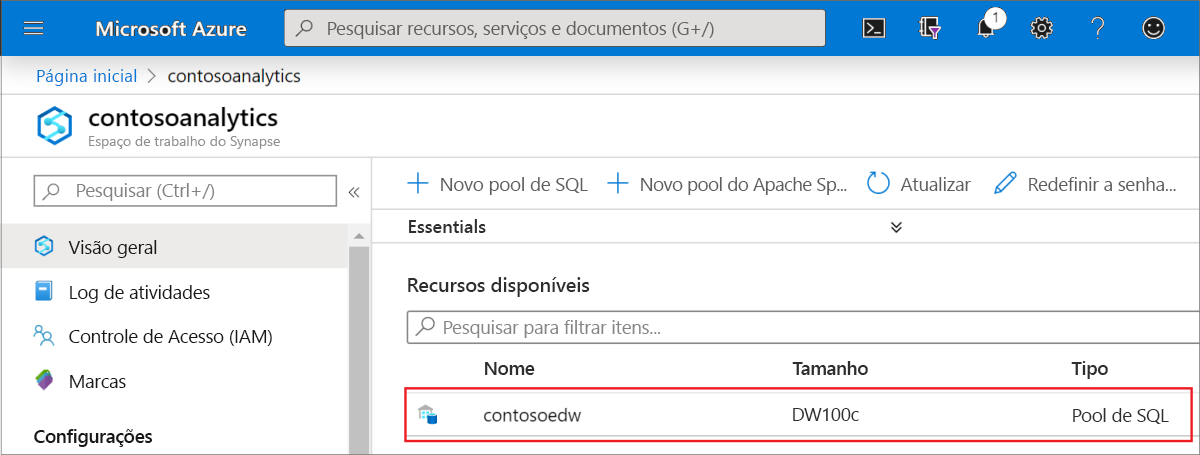 Microsoft Azure
Pesquisar recursos, serviços e documentos (G+/)
1
Página inicial > contosoanalytics
contosoanalytics
Espaço de trabalho do Synapse
Pesquisar (Ctrl+/)
«
Novo pool de SQL
Novo pool do Apache Sp...
Atualizar
Redefinir a senha...
Essentials
Visão geral
Log de atividades
Controle de Acesso (IAM)
Marcas
Configurações
Recursos disponíveis
Pesquisar para filtrar itens...
Nome Tamanho Tipo
contosoedw DW100c Pool de SQL